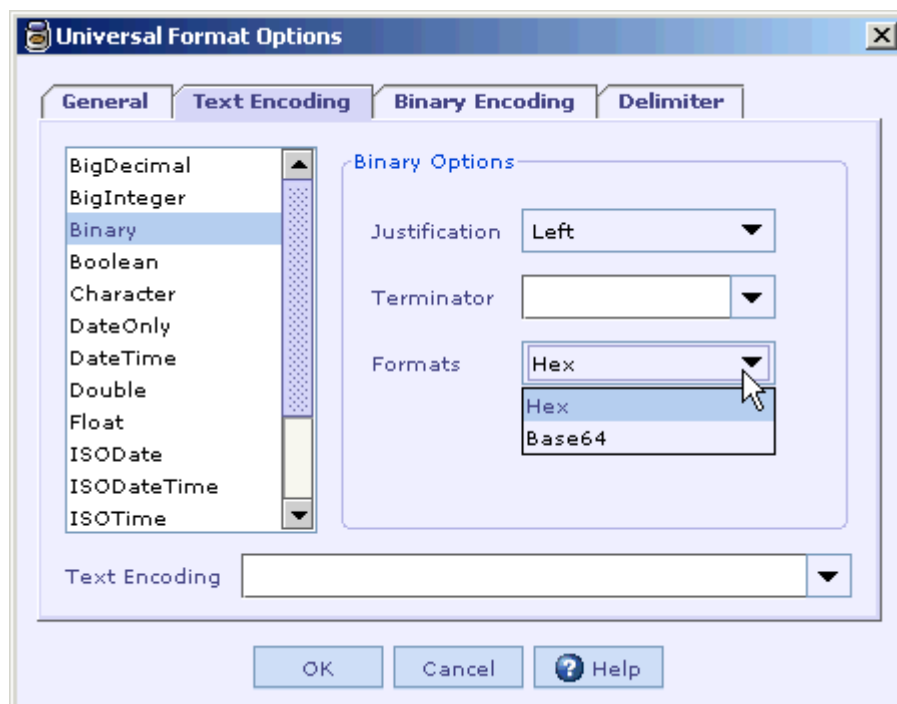 Universal Format Options
General Text Encoding Binary Encoding Delimiter
BigDecimal
BigInteger
Binary
Boolean
Character
DateOnly
DateTime
Double
Float
ISODate
ISODateTime
ISOTime
Binary Options
Justification Left
Terminator
Formats Hex
Hex
Base64
Text Encoding
OK Cancel ? Help